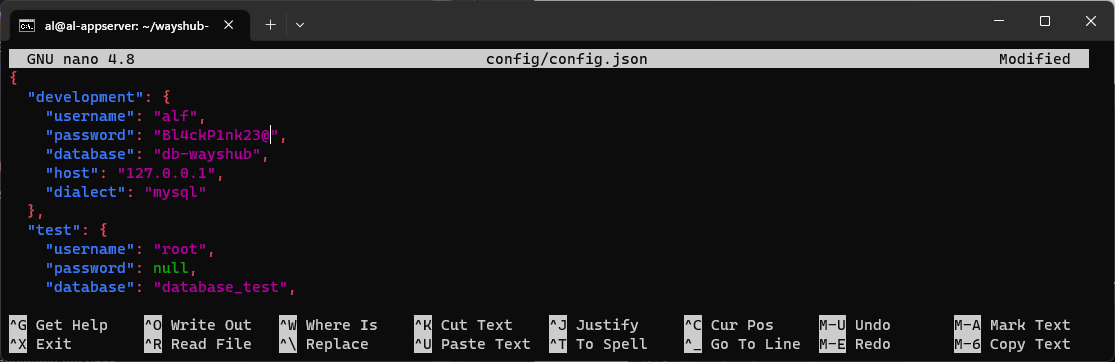 al@al-appserver: ~/wayshub-
GNU nano 4.8 config/config.json Modified
{
"development": {
"username": "alf",
"password": "Bl4ckP1nk23@",
"database": "db-wayshub",
"host": "127.0.0.1",
"dialect": "mysql"
},
"test": {
"username": "root",
"password": null,
"database": "database_test",
^G Get Help ^O Write Out ^W Where Is ^K Cut Text ^J Justify ^C Cur Pos M-U Undo M-A Mark Text
^X Exit ^R Read File ^\ Replace ^U Paste Text ^T To Spell ^_ Go To Line M-E Redo M-6 Copy Text